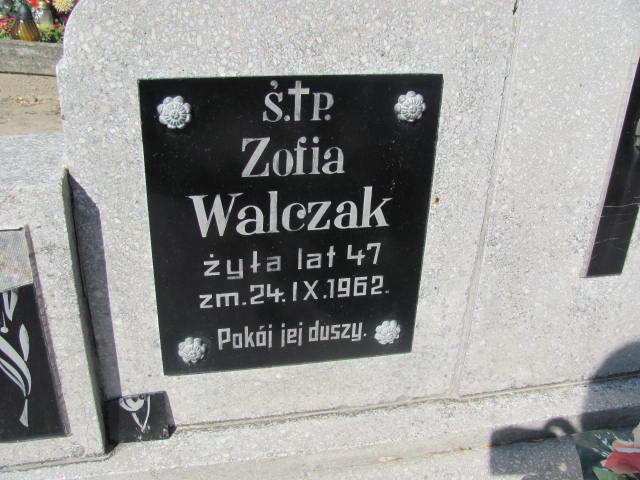 Ś.†P.
Zofia
Walczak
żyła lat 47
zm. 24.IX.1962.
Pokój jej duszy.